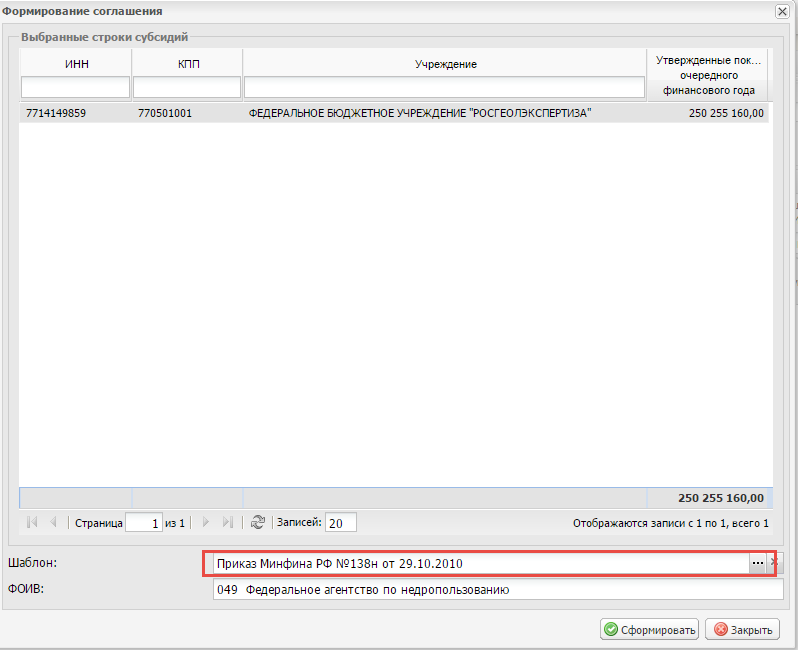 Формирование соглашения
Выбранные строки субсидий
ИНН
КПП
Учреждение
Утвержденные пок...
очередного
финансового года
7714149859 770501001 ФЕДЕРАЛЬНОЕ БЮДЖЕТНОЕ УЧРЕЖДЕНИЕ "РОСГЕОЛЭКСПЕРТИЗА" 250 255 160,00
250 255 160,00
Страница 1 из 1 Записей: 20 Отображаются записи с 1 по 1, всего 1
Шаблон: Приказ Минфина РФ №138н от 29.10.2010 ...
ФОИВ: 049 Федеральное агентство по недропользованию
Сформировать Закрыть